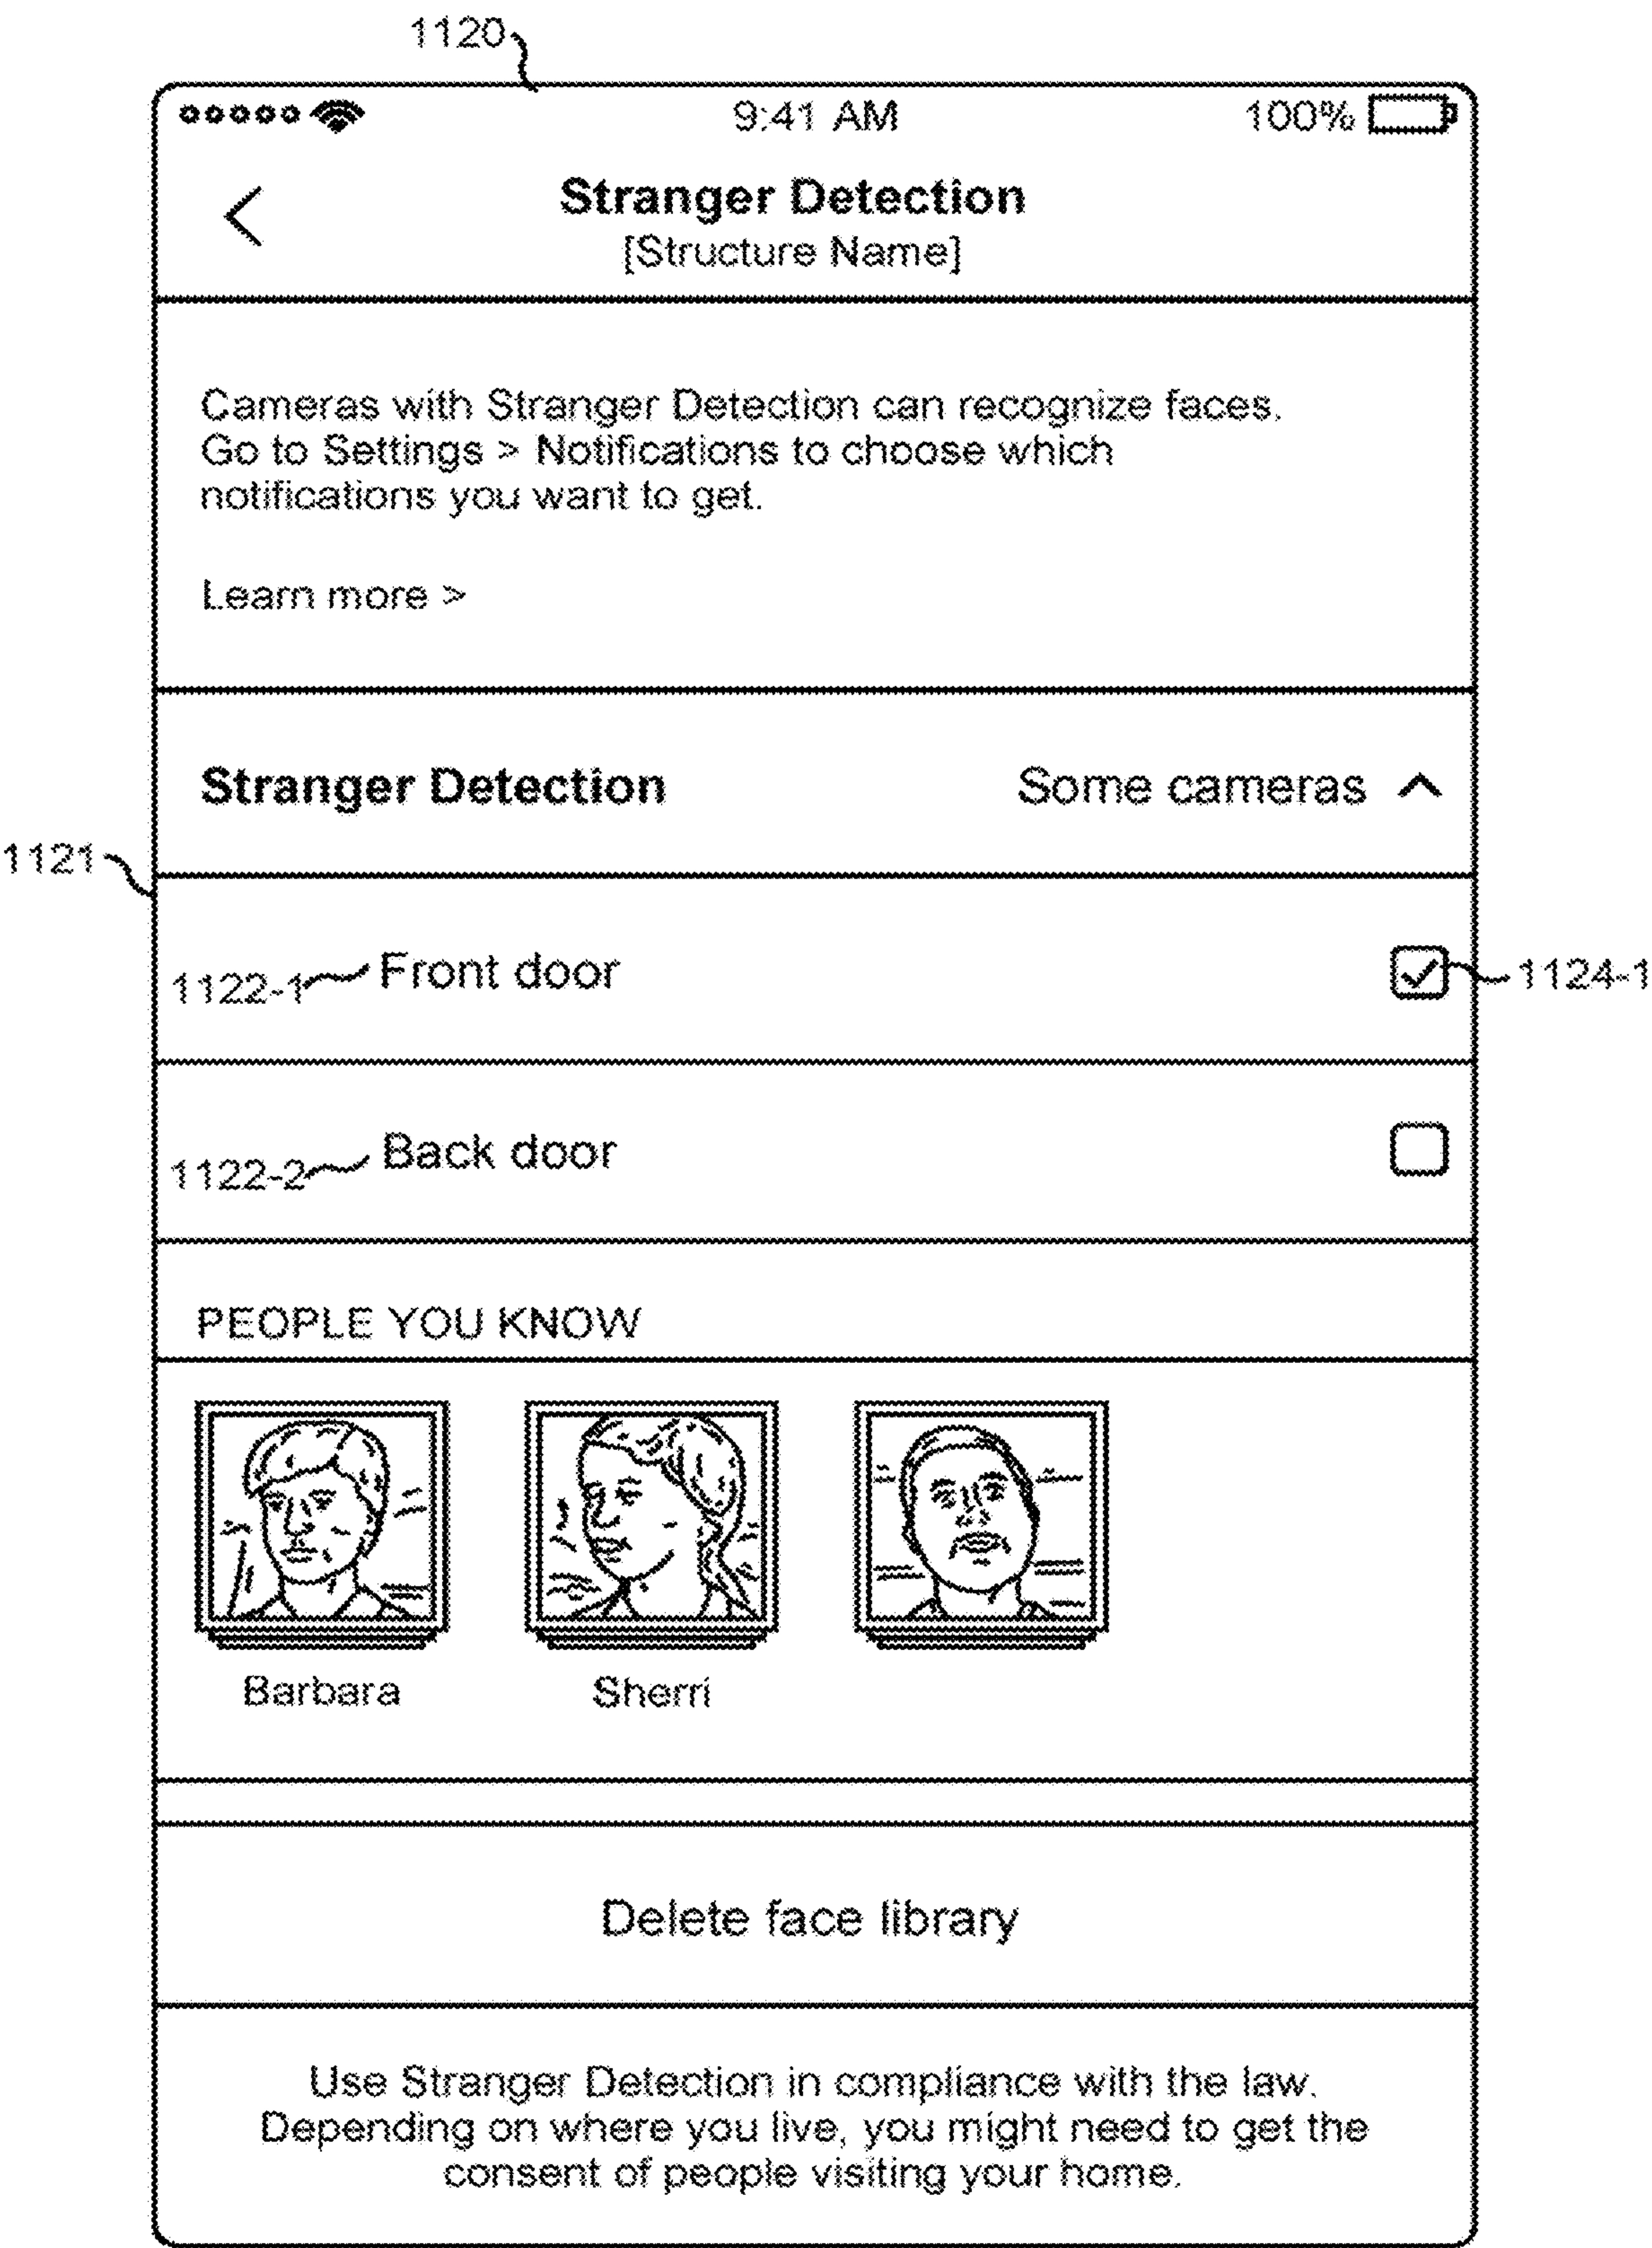 1120
9:41 AM 100%
Stranger Detection
[Structure Name]
Cameras with Stranger Detection can recognize faces.
Go to Settings > Notifications to choose which
notifications you want to get.
Learn more >
Stranger Detection Some cameras
1121
1122-1 Front door 1124-1
1122-2 Back door
PEOPLE YOU KNOW
Barbara Sherri
Delete face library
Use Stranger Detection in compliance with the law.
Depending on where you live, you might need to get the
consent of people visiting your home.